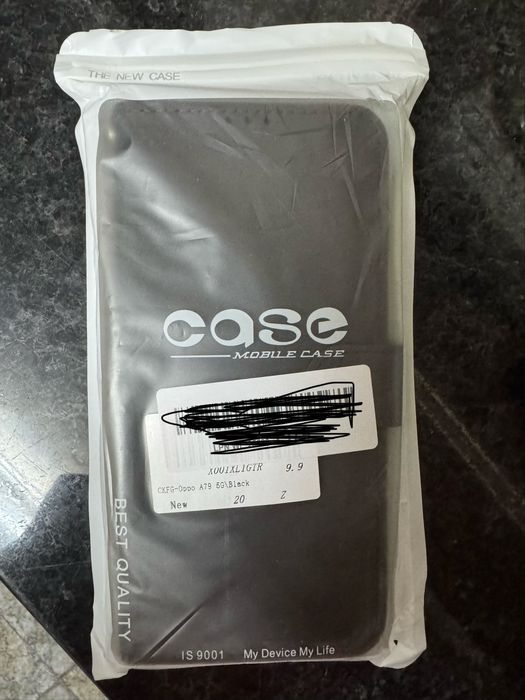 THE NEW CASE
case
MOBILE CASE
X001XL1GTR 9.9
CKFG-Oppo A79 5G\Black
New 20 Z
BEST QUALITY
IS 9001 My Device My Life